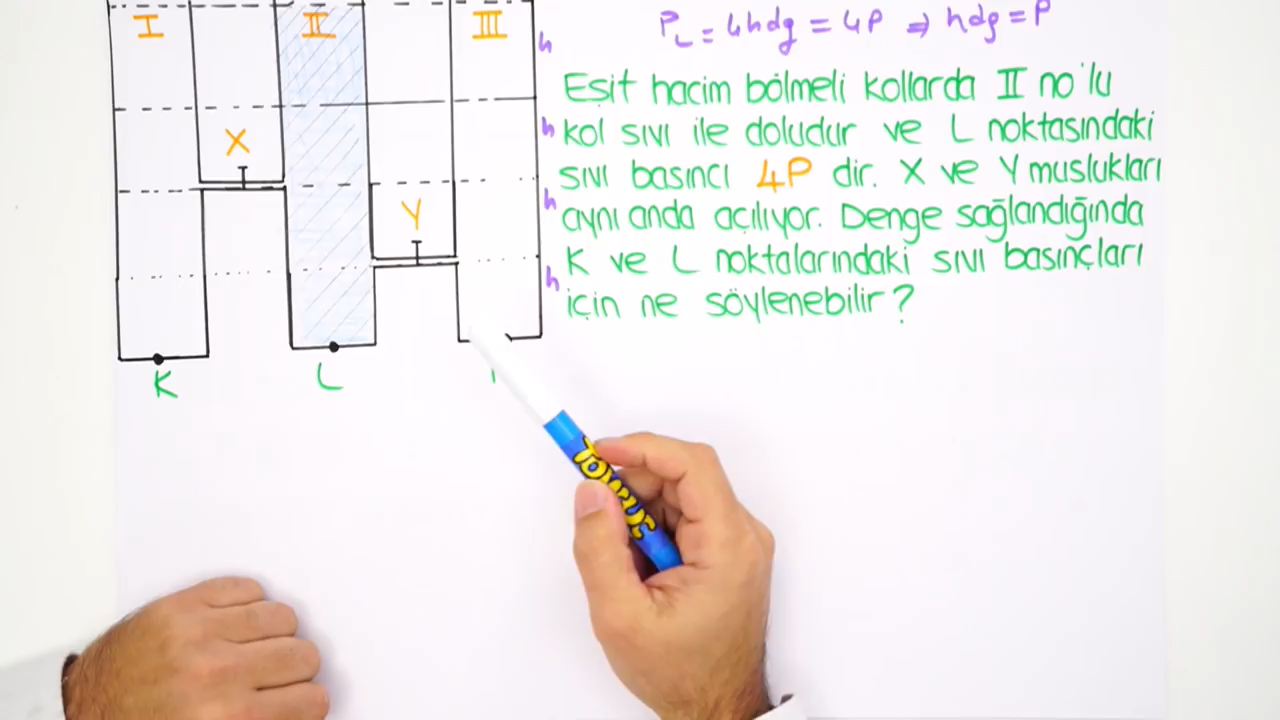 I II III
P_L = 4hdg = 4P ⇒ hdg = P
h
Eşit hacim bölmeli kollarda II no'lu
h
kol sıvı ile doludur ve L noktasındaki
X
sıvı basıncı 4P dir. X ve Y muslukları
h
Y
aynı anda açılıyor. Denge sağlandığında
K ve L noktalarındaki sıvı basınçları
h
için ne söylenebilir?
K L